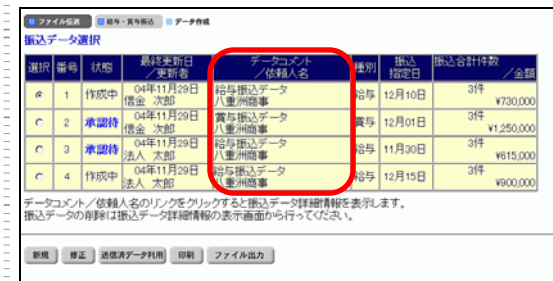 ファイル伝送 給与・賞与振込 データ作成
振込データ選択
選択 番号 状態 最終更新日／更新者 データコメント／依頼人名 種別 振込指定日 振込合計件数／金額
1 作成中 04年11月29日 給与振込データ 給与 12月10日 3件
信金 次郎 八重洲商事 ¥730,000
2 承認待 04年11月29日 賞与振込データ 賞与 12月01日 3件
信金 次郎 八重洲商事 ¥1,250,000
3 承認待 04年11月29日 給与振込データ 給与 11月30日 3件
法人 太郎 八重洲商事 ¥615,000
4 作成中 04年11月29日 給与振込データ 給与 12月15日 3件
法人 太郎 八重洲商事 ¥900,000
データコメント／依頼人名のリンクをクリックすると振込データ詳細情報を表示します。
振込データの削除は振込データ詳細情報の表示画面から行ってください。
新規 修正 送信済データ利用 印刷 ファイル出力